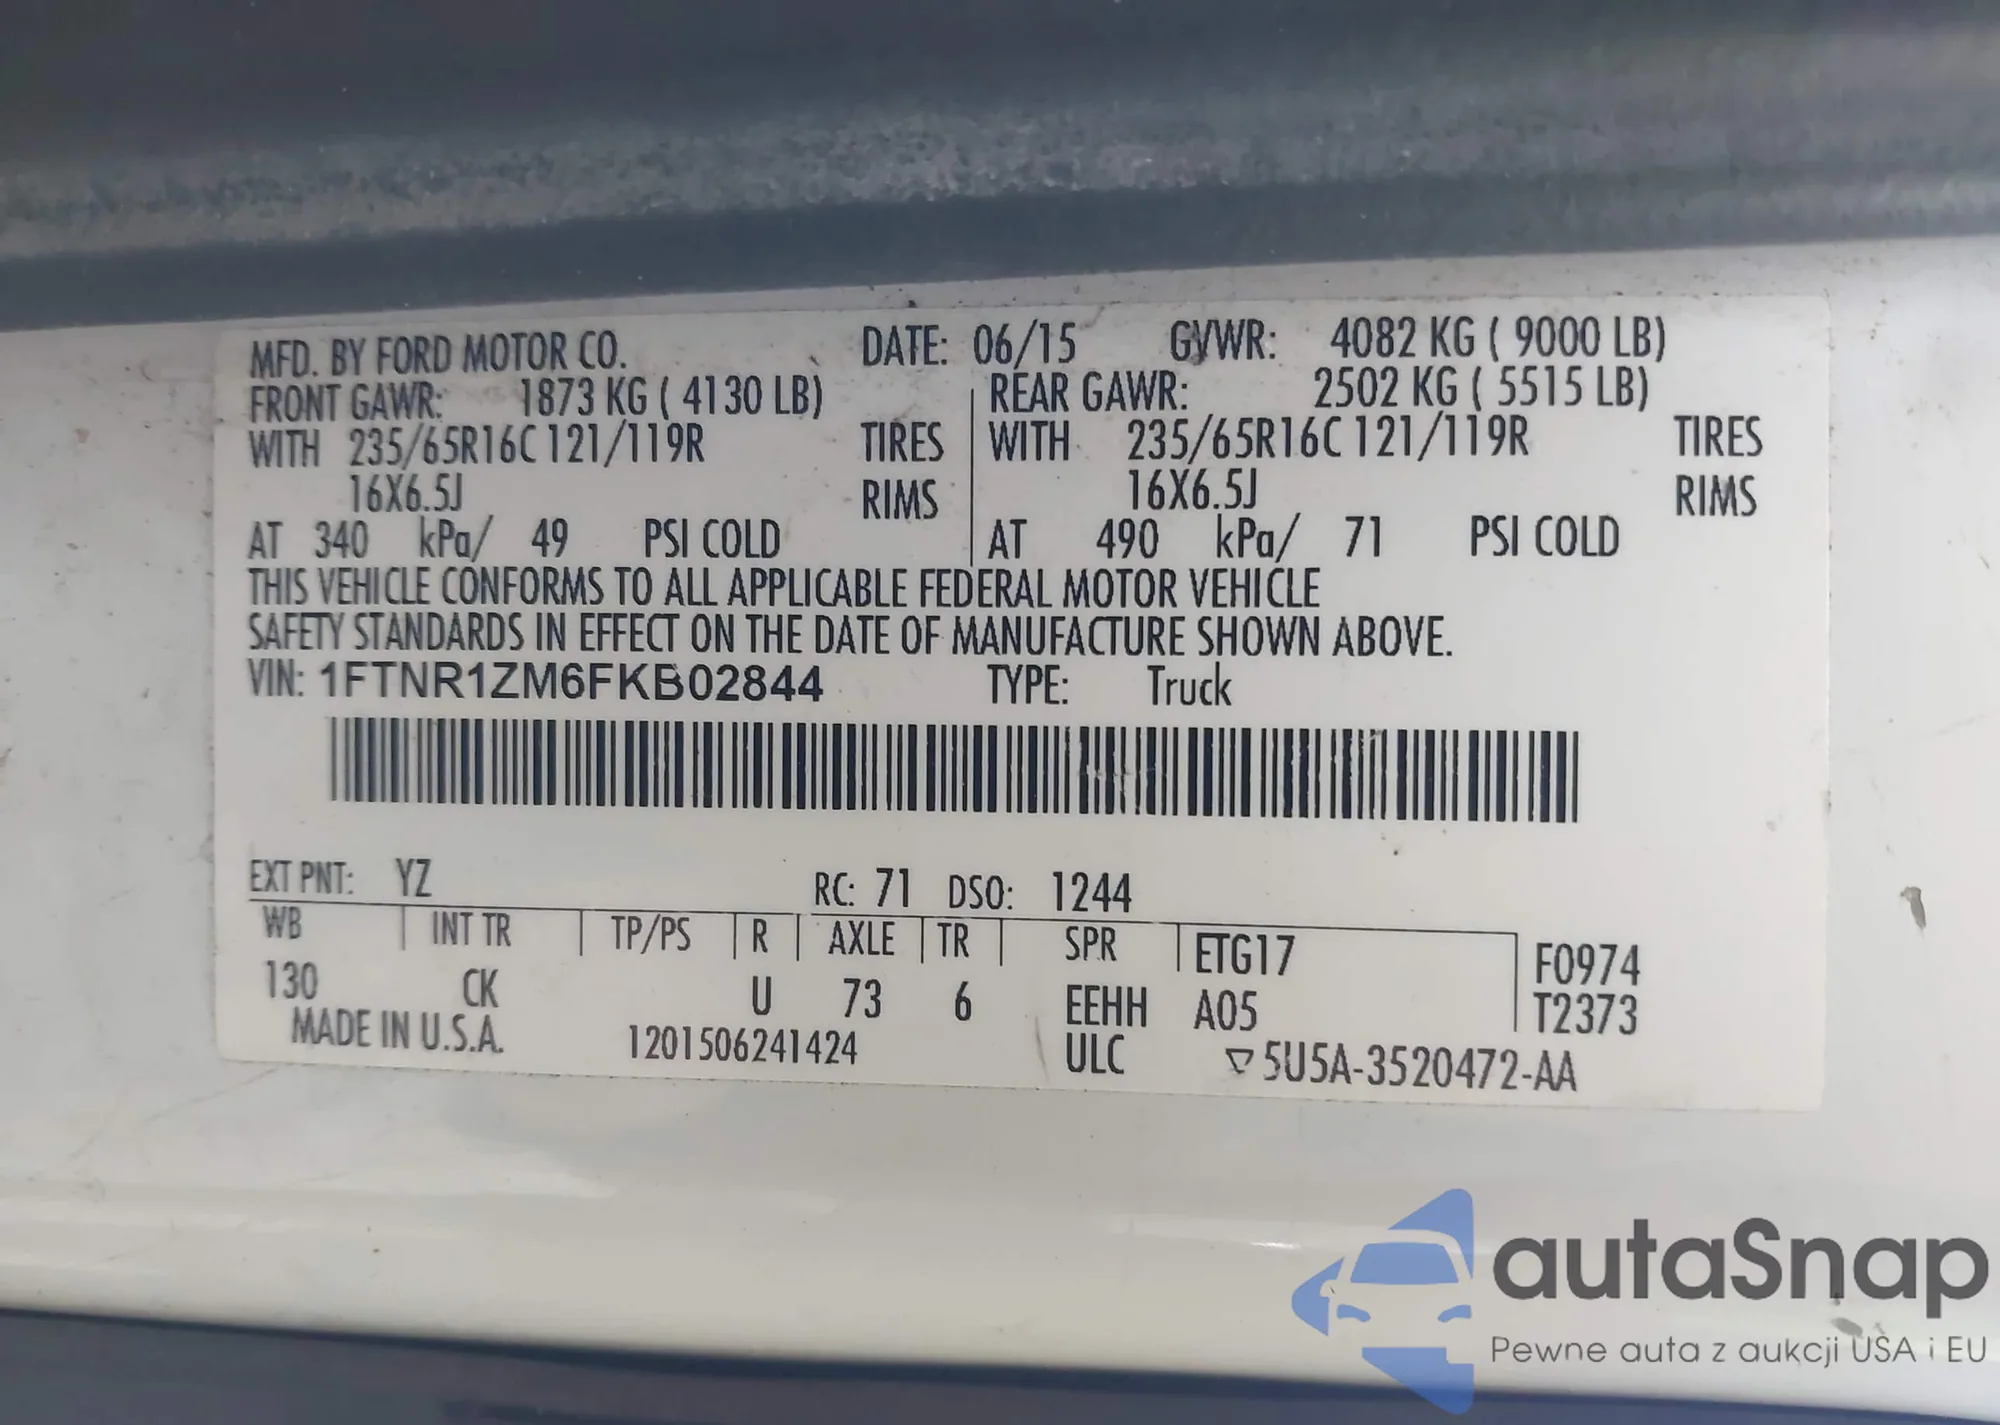 MFD. BY FORD MOTOR CO. DATE: 06/15 GVWR: 4082 KG ( 9000 LB)
FRONT GAWR: 1873 KG ( 4130 LB) REAR GAWR: 2502 KG ( 5515 LB)
WITH 235/65R16C 121/119R TIRES WITH 235/65R16C 121/119R TIRES
16X6.5J RIMS 16X6.5J RIMS
AT 340 kPa/ 49 PSI COLD AT 490 kPa/ 71 PSI COLD
THIS VEHICLE CONFORMS TO ALL APPLICABLE FEDERAL MOTOR VEHICLE
SAFETY STANDARDS IN EFFECT ON THE DATE OF MANUFACTURE SHOWN ABOVE.
VIN: 1FTNR1ZM6FKB02844 TYPE: Truck
EXT PNT: YZ RC: 71 DSO: 1244
WB INT TR TP/PS R AXLE TR SPR ETG17 F0974
130 CK U 73 6 EEHH A05 T2373
MADE IN U.S.A. 1201506241424 ULC ▽5U5A-3520472-AA
autaSnap
Pewne auta z aukcji USA i EU